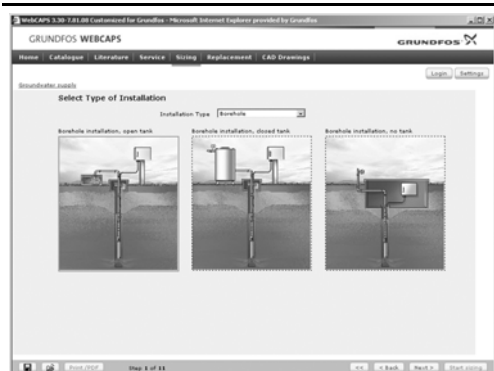 WebCAPS 3.30-7.01.08 Customized for Grundfos - Microsoft Internet Explorer provided by Grundfos
GRUNDFOS WEBCAPS
GRUNDFOS
Home Catalogue Literature Service Sizing Replacement CAD Drawings
Login Settings
Groundwater supply
Select Type of Installation
Installation Type Borehole
Borehole installation, open tank Borehole installation, closed tank Borehole installation, no tank
Print/PDF Step 1 of 11 << < Back Next > Start sizing